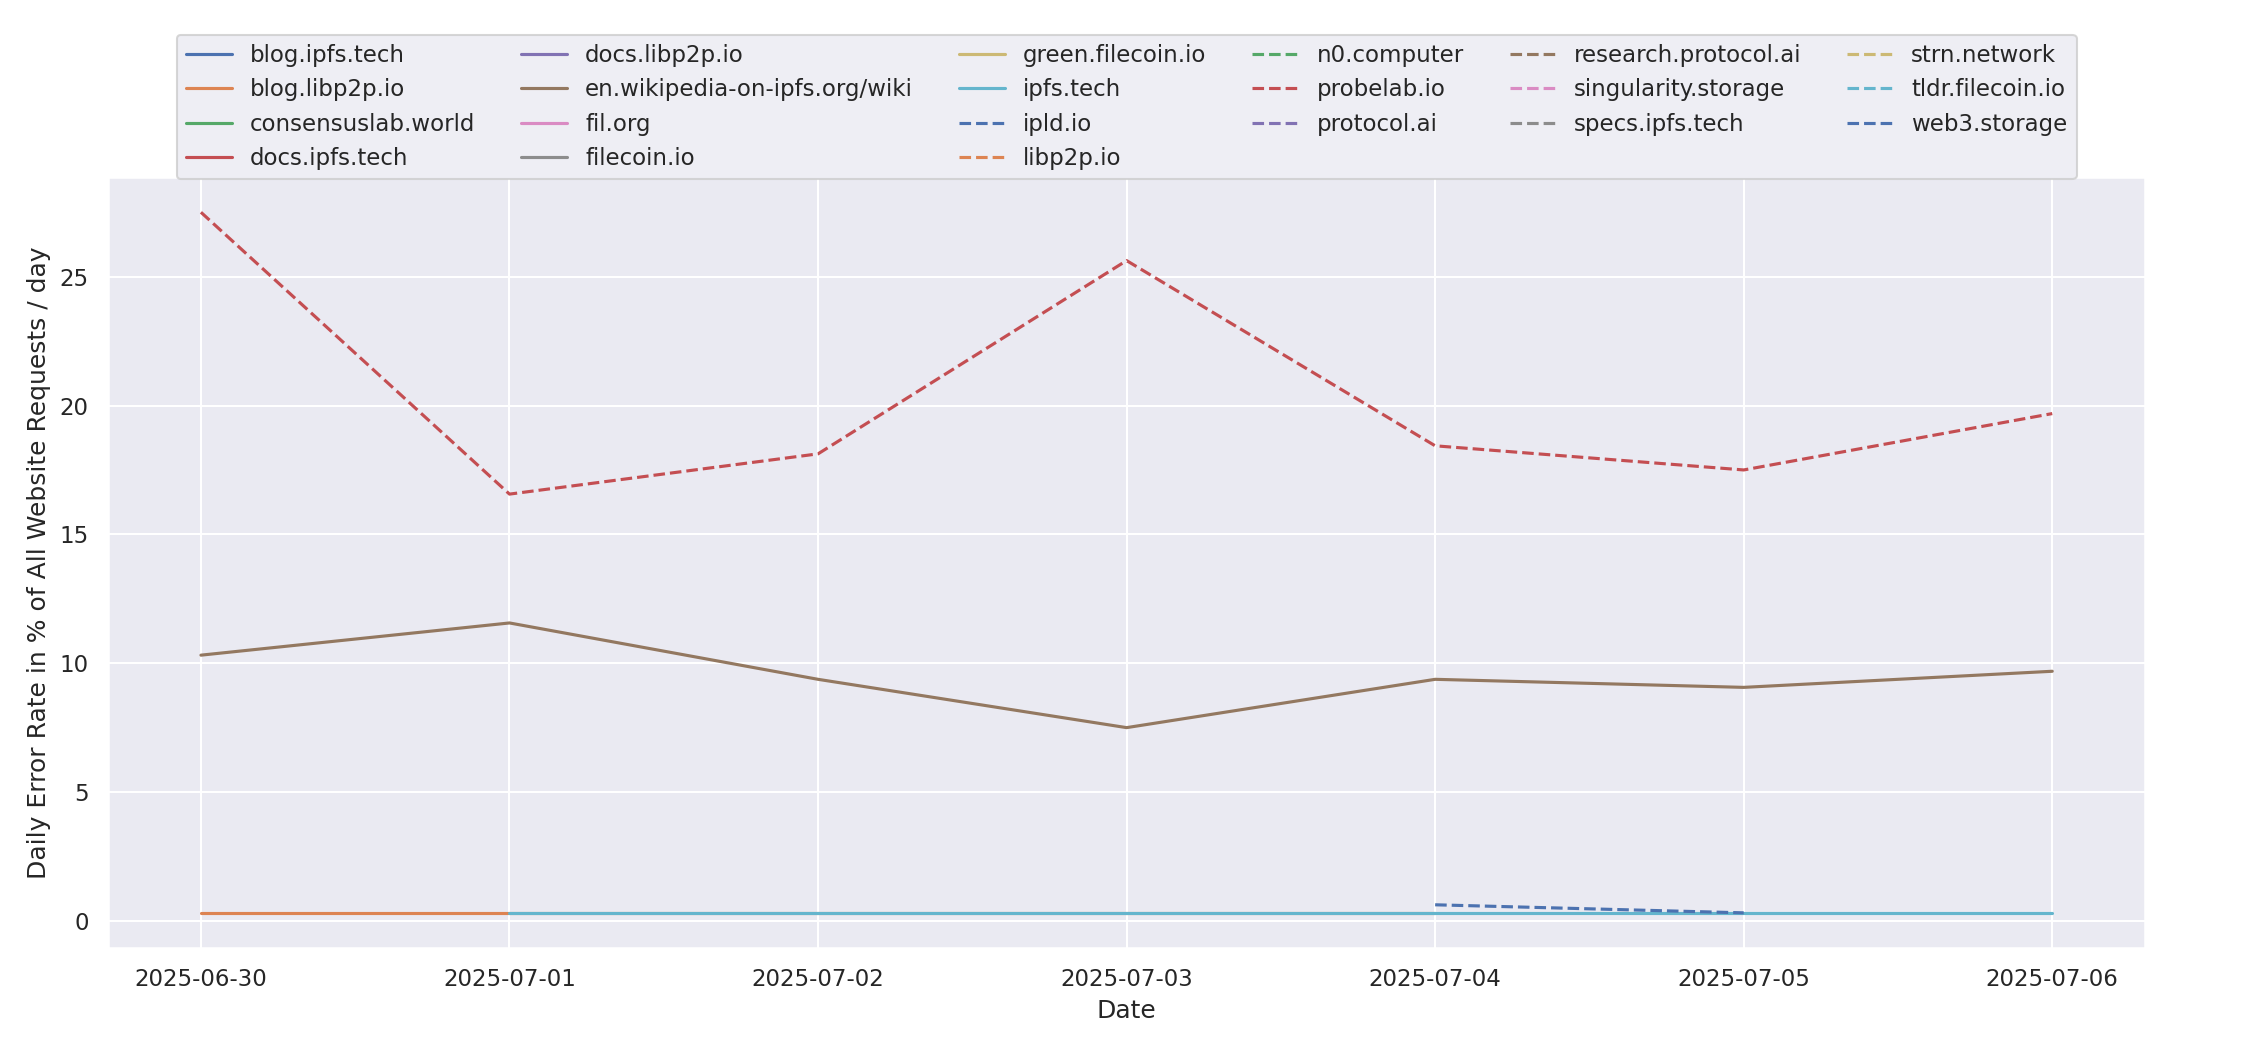 blog.ipfs.tech
blog.libp2p.io
consensuslab.world
docs.ipfs.tech
docs.libp2p.io
en.wikipedia-on-ipfs.org/wiki
fil.org
filecoin.io
green.filecoin.io
ipfs.tech
ipld.io
libp2p.io
n0.computer
probelab.io
protocol.ai
research.protocol.ai
singularity.storage
specs.ipfs.tech
strn.network
tldr.filecoin.io
web3.storage
Daily Error Rate in % of All Website Requests / day
25
20
15
10
5
0
2025-06-30
2025-07-01
2025-07-02
2025-07-03
2025-07-04
2025-07-05
2025-07-06
Date